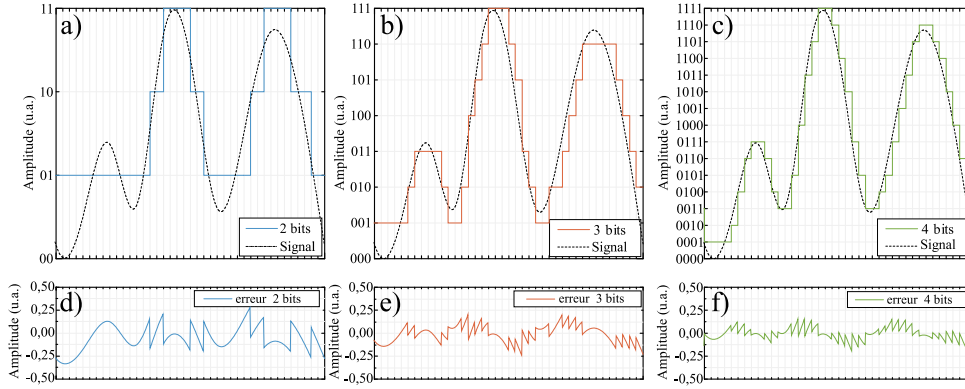 a)
Amplitude (u.a.)
11
10
01
00
2 bits
Signal
b)
Amplitude (u.a.)
111
110
101
100
011
010
001
000
3 bits
Signal
c)
Amplitude (u.a.)
1111
1110
1101
1100
1011
1010
1001
1000
0111
0110
0101
0100
0011
0010
0001
0000
4 bits
Signal
d)
Amplitude (u.a.)
0,50
0,25
0,00
-0,25
-0,50
erreur 2 bits
e)
Amplitude (u.a.)
0,50
0,25
0,00
-0,25
-0,50
erreur 3 bits
f)
Amplitude (u.a.)
0,50
0,25
0,00
-0,25
-0,50
erreur 4 bits